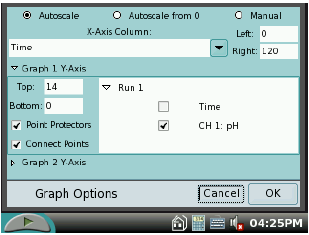 Autoscale Autoscale from 0 Manual
X-Axis Column: Left: 0
Time Right: 120
Graph 1 Y-Axis
Top: 14 Run 1
Bottom: 0 Time
Point Protectors CH 1: pH
Connect Points
Graph 2 Y-Axis
Graph Options Cancel OK
04:25PM